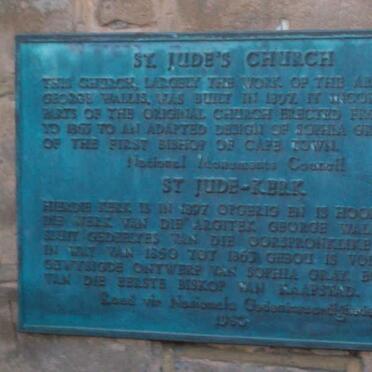 ST. JUDE'S CHURCH
THIS CHURCH, LARGELY THE WORK OF THE
GEORGE WALLIS, WAS BUILT IN 1897. IT
PARTS OF THE ORIGINAL CHURCH ERECTED
TO 1863 TO AN ADAPTED DESIGN OF SOPHIA
OF THE FIRST BISHOP OF CAPE TOWN.
National Monuments Council
ST JUDE-KERK
HIERDIE KERK IS IN 1897 OPGERIG EN IS
DIE WERK VAN DIE ARGITEK GEORGE
SLUIT GEDEELTES VAN DIE OORSPRONKLIKE
IN WAT VAN 1850 TOT 1863 GEBOU IS
GEWYSIGDE ONTWERP VAN SOPHIA GRAY,
VAN DIE EERSTE BISKOP VAN KAAPSTAD.
Raad vir Nasionale